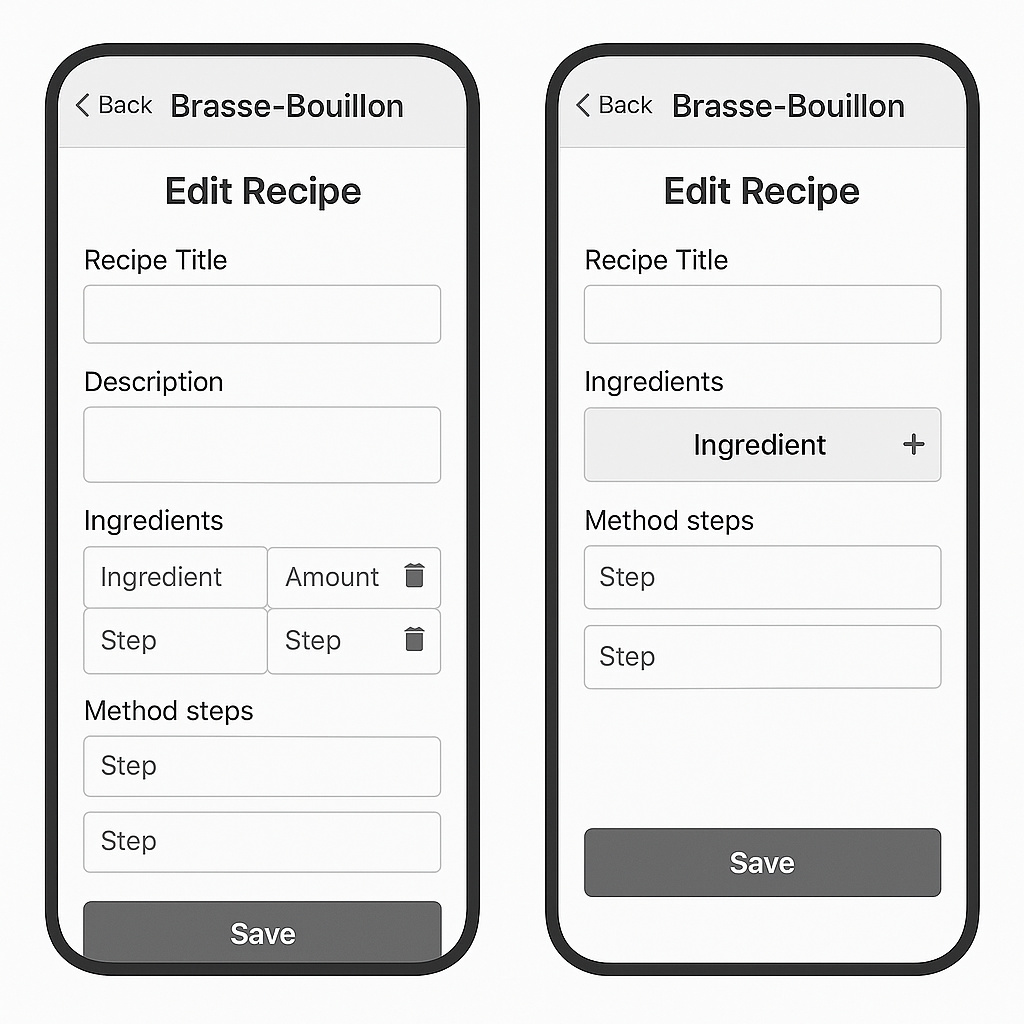 Back Brasse-Bouillon
Edit Recipe
Recipe Title
Description
Ingredients
Ingredient Amount
Step Step
Method steps
Step
Step
Save
Back Brasse-Bouillon
Edit Recipe
Recipe Title
Ingredients
Ingredient +
Method steps
Step
Step
Save